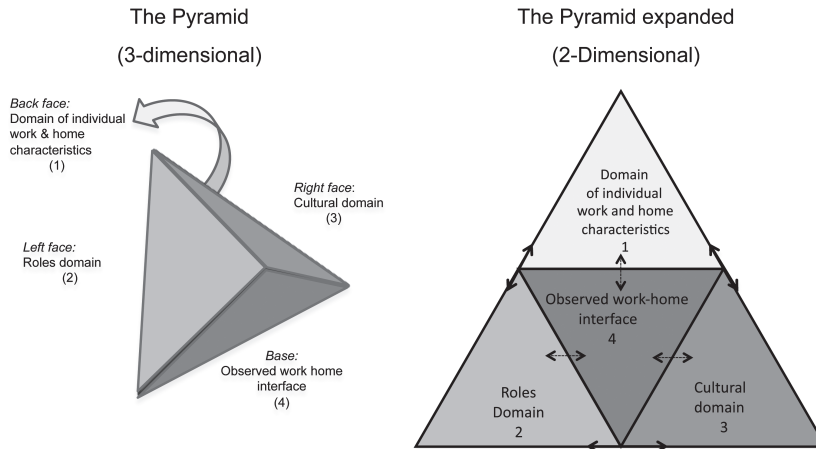 The Pyramid
(3-dimensional)
Back face:
Domain of individual
work & home
characteristics
(1)
Right face:
Cultural domain
(3)
Left face:
Roles domain
(2)
Base:
Observed work home
interface
(4)
The Pyramid expanded
(2-Dimensional)
Domain
of individual
work and home
characteristics
1
Observed work-home
interface
4
Roles
Domain
2
Cultural
domain
3